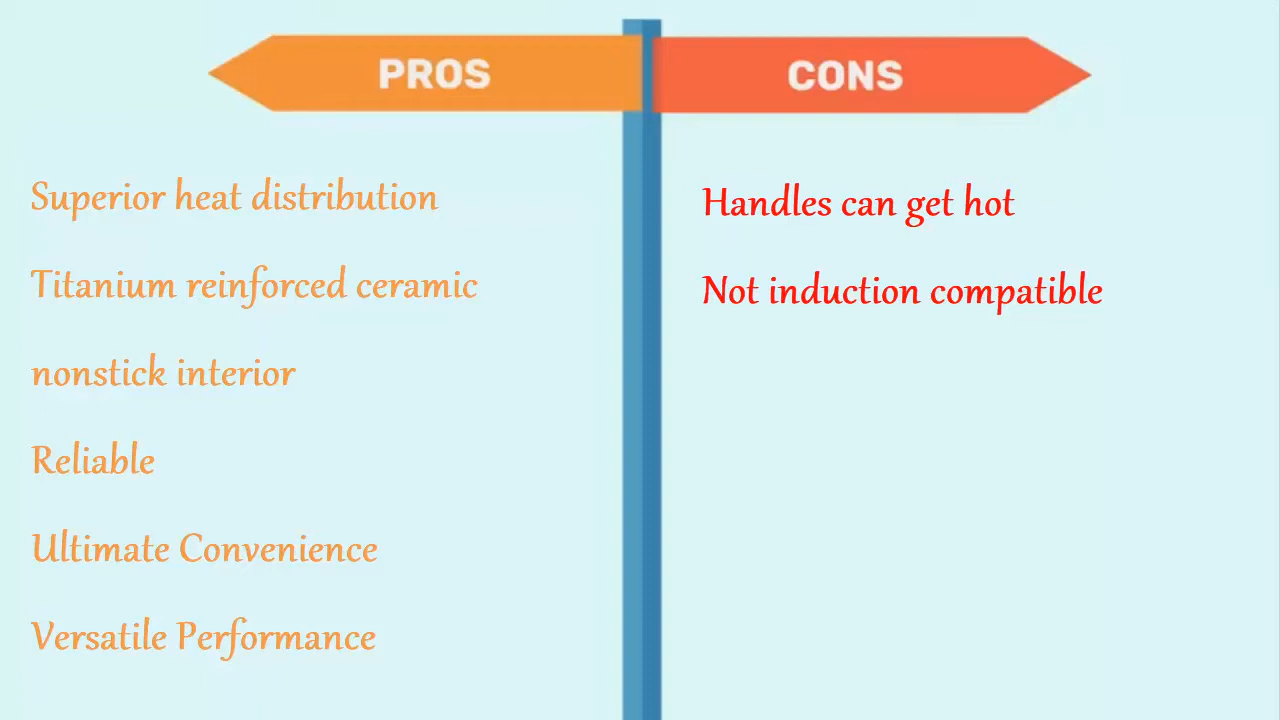 PROS
CONS
Superior heat distribution
Titanium reinforced ceramic
nonstick interior
Reliable
Ultimate Convenience
Versatile Performance
Handles can get hot
Not induction compatible